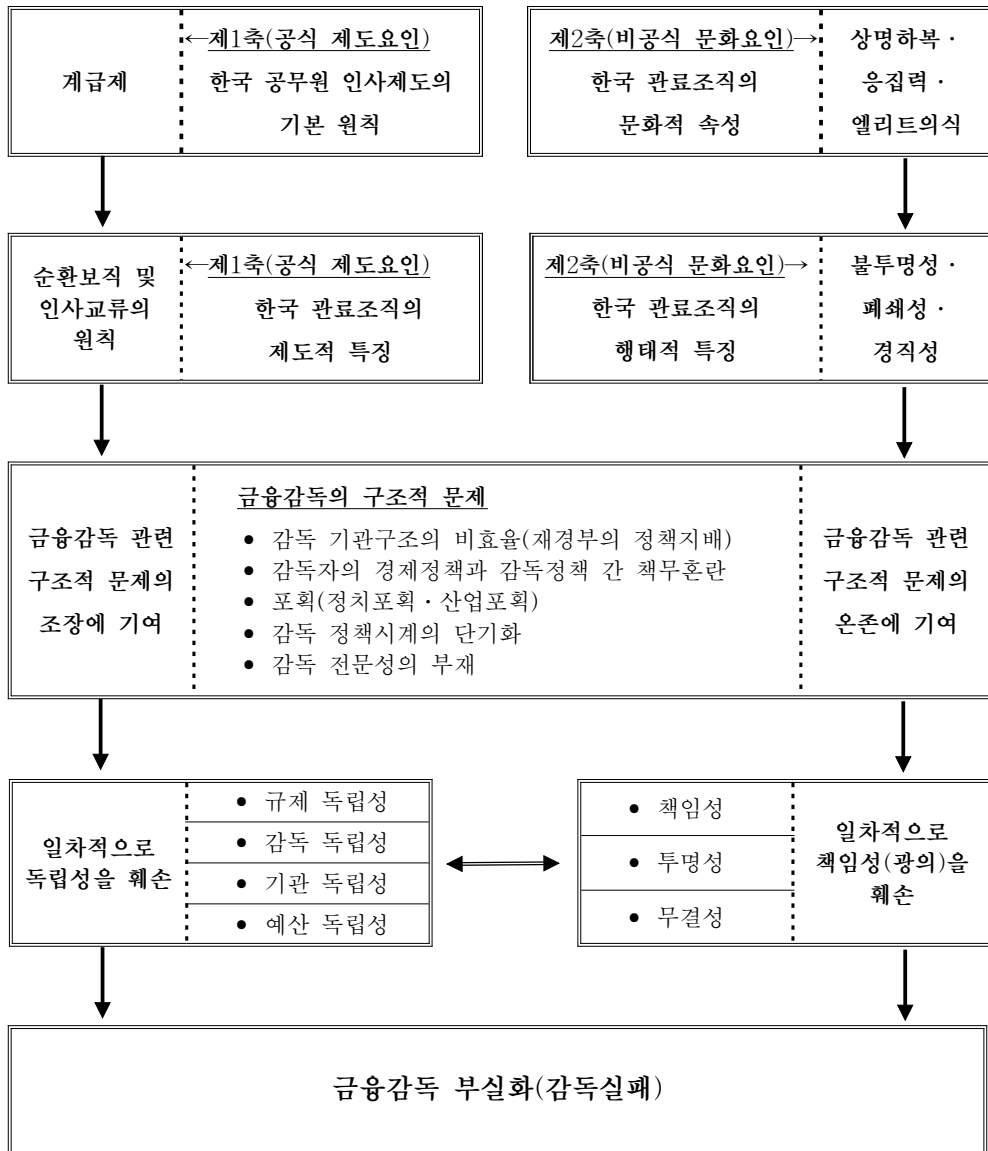 계급제
←제1축(공식 제도요인)
한국 공무원 인사제도의
기본 원칙
제2축(비공식 문화요인)→
한국 관료조직의
문화적 속성
상명하복·
응집력·
엘리트의식
순환보직 및
인사교류의
원칙
←제1축(공식 제도요인)
한국 관료조직의
제도적 특징
제2축(비공식 문화요인)→
한국 관료조직의
행태적 특징
불투명성·
폐쇄성·
경직성
금융감독 관련
구조적 문제의
조장에 기여
금융감독의 구조적 문제
● 감독 기관구조의 비효율(재경부의 정책지배)
● 감독자의 경제정책과 감독정책 간 책무혼란
● 포획(정치포획·산업포획)
● 감독 정책시계의 단기화
● 감독 전문성의 부재
금융감독 관련
구조적 문제의
온존에 기여
일차적으로
독립성을 훼손
● 규제 독립성
● 감독 독립성
● 기관 독립성
● 예산 독립성
● 책임성
● 투명성
● 무결성
일차적으로
책임성(광의)을
훼손
금융감독 부실화(감독실패)